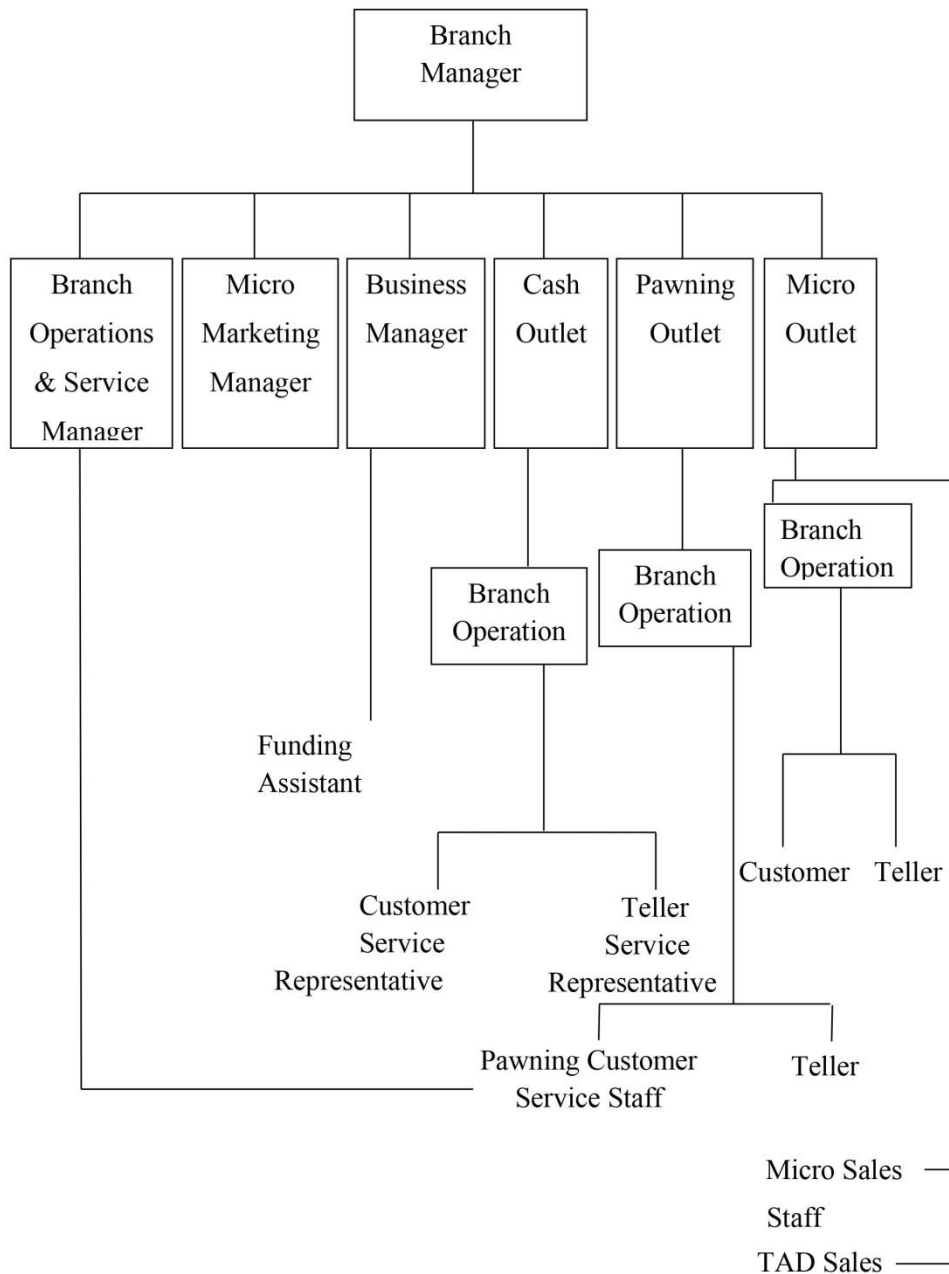 Branch
Manager
Branch
Operations
& Service
Manager
Micro
Marketing
Manager
Business
Manager
Cash
Outlet
Pawning
Outlet
Micro
Outlet
Branch
Operation
Branch
Operation
Branch
Operation
Funding
Assistant
Customer
Teller
Customer
Service
Representative
Teller
Service
Representative
Pawning Customer
Service Staff
Teller
Micro Sales
Staff
TAD Sales